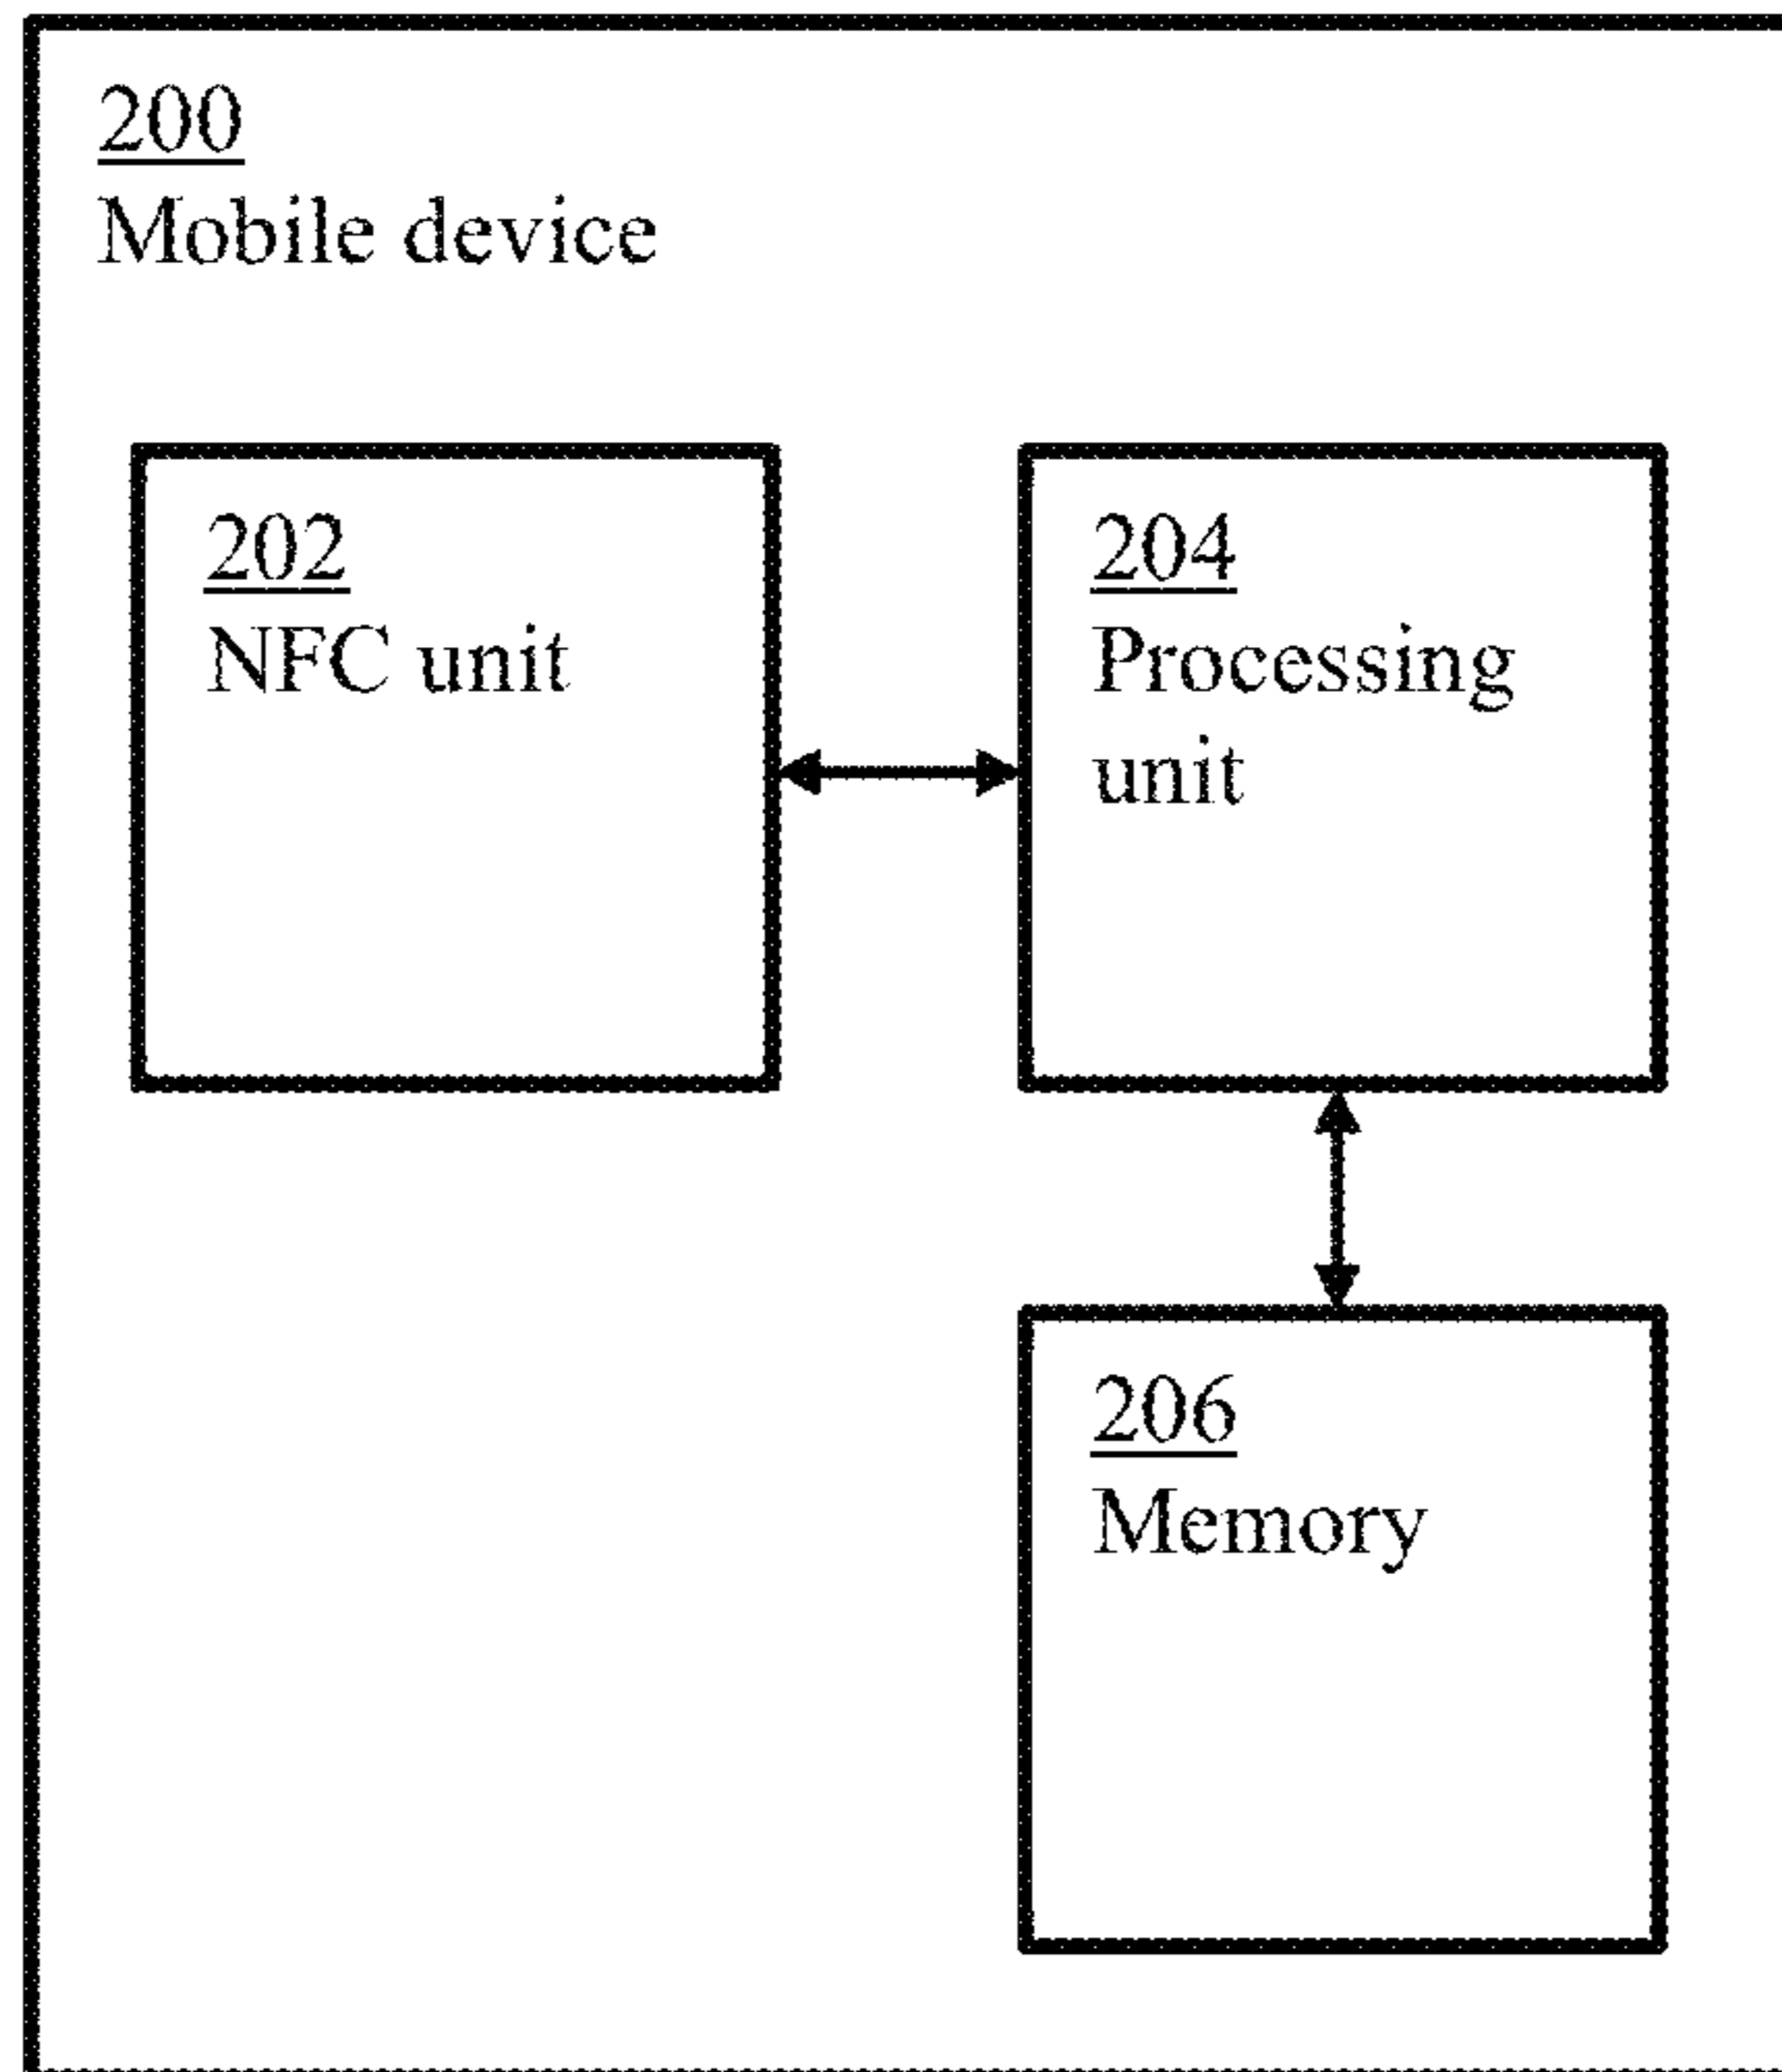 200
Mobile device
202
NFC unit
204
Processing
unit
206
Memory